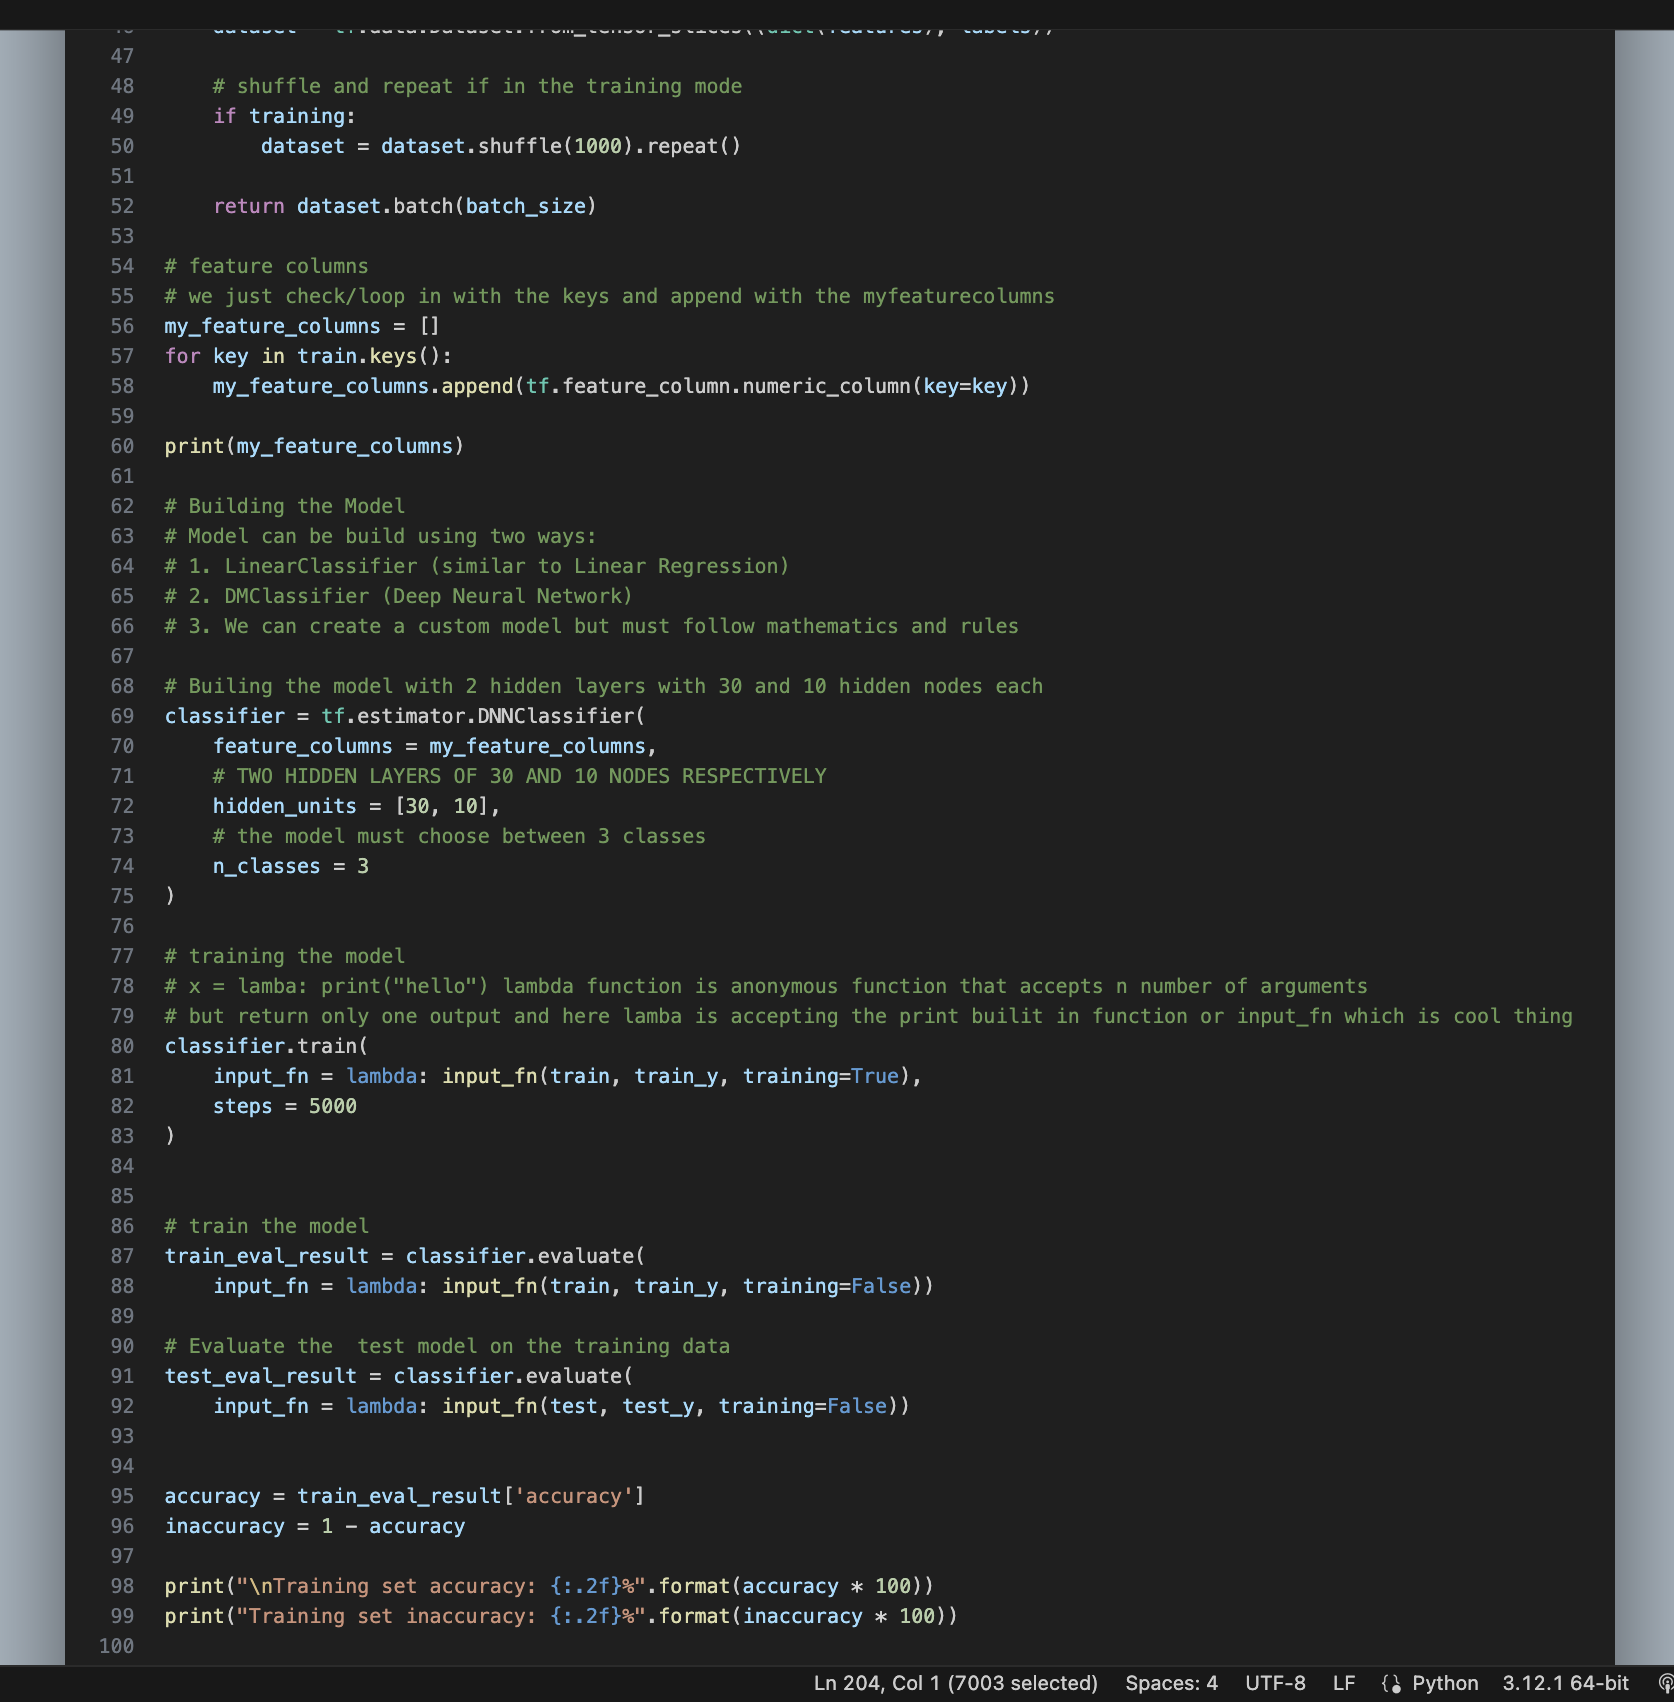 46     dataset = tf.data.Dataset.from_tensor_slices((dict(features), labels))
47
48     # shuffle and repeat if in the training mode
49     if training:
50         dataset = dataset.shuffle(1000).repeat()
51
52     return dataset.batch(batch_size)
53
54 # feature columns
55 # we just check/loop in with the keys and append with the myfeaturecolumns
56 my_feature_columns = []
57 for key in train.keys():
58     my_feature_columns.append(tf.feature_column.numeric_column(key=key))
59
60 print(my_feature_columns)
61
62 # Building the Model
63 # Model can be build using two ways:
64 # 1. LinearClassifier (similar to Linear Regression)
65 # 2. DMClassifier (Deep Neural Network)
66 # 3. We can create a custom model but must follow mathematics and rules
67
68 # Builing the model with 2 hidden layers with 30 and 10 hidden nodes each
69 classifier = tf.estimator.DNNClassifier(
70     feature_columns = my_feature_columns,
71     # TWO HIDDEN LAYERS OF 30 AND 10 NODES RESPECTIVELY
72     hidden_units = [30, 10],
73     # the model must choose between 3 classes
74     n_classes = 3
75 )
76
77 # training the model
78 # x = lamba: print("hello") lambda function is anonymous function that accepts n number of arguments
79 # but return only one output and here lamba is accepting the print builit in function or input_fn which is cool thing
80 classifier.train(
81     input_fn = lambda: input_fn(train, train_y, training=True),
82     steps = 5000
83 )
84
85
86 # train the model
87 train_eval_result = classifier.evaluate(
88     input_fn = lambda: input_fn(train, train_y, training=False))
89
90 # Evaluate the  test model on the training data
91 test_eval_result = classifier.evaluate(
92     input_fn = lambda: input_fn(test, test_y, training=False))
93
94
95 accuracy = train_eval_result['accuracy']
96 inaccuracy = 1 - accuracy
97
98 print("\nTraining set accuracy: {:.2f}%".format(accuracy * 100))
99 print("Training set inaccuracy: {:.2f}%".format(inaccuracy * 100))
100
Ln 204, Col 1 (7003 selected) Spaces: 4 UTF-8 LF Python 3.12.1 64-bit